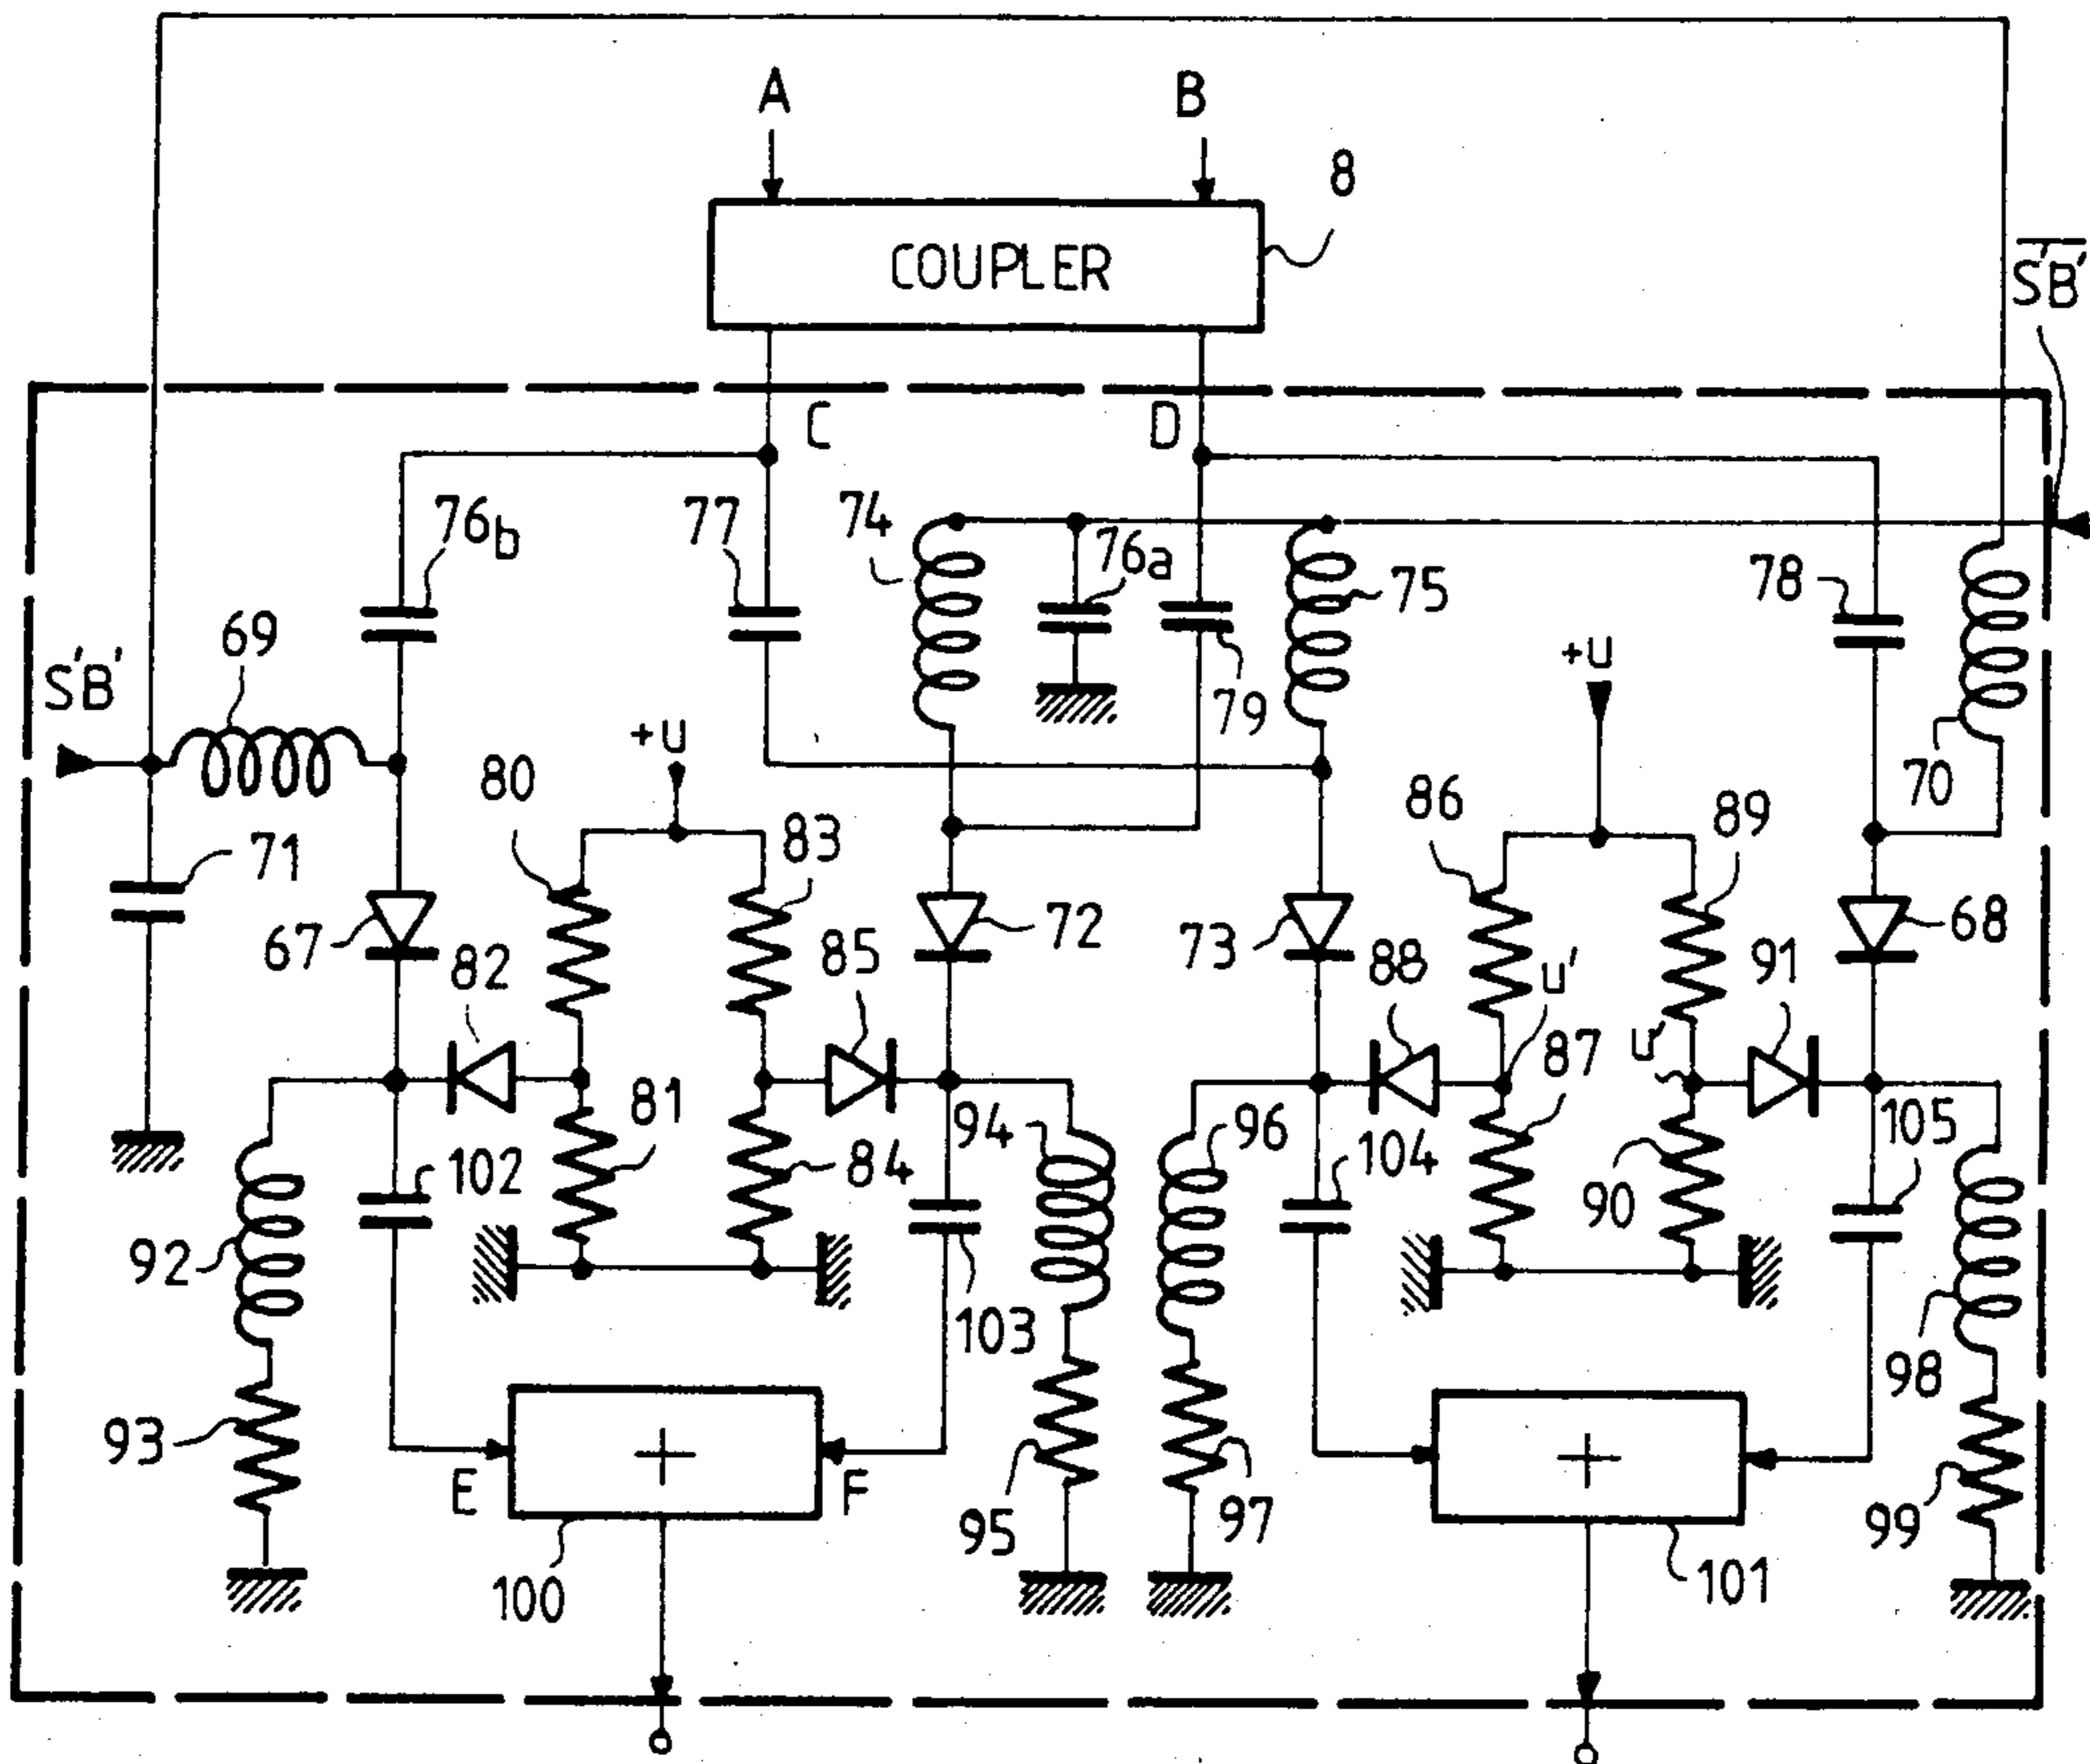 A B
8
COUPLER
S'B'
C D
76b 77 74 76a 75 78
69 79 +u
S'B' +u 70
80 86 89
71 83
67 82 85 72 73 88 u' 91 68
u'
81 94 96 87 105
102 84 104 90
92 103 98
93 E + F 95 97 + 99
100 101